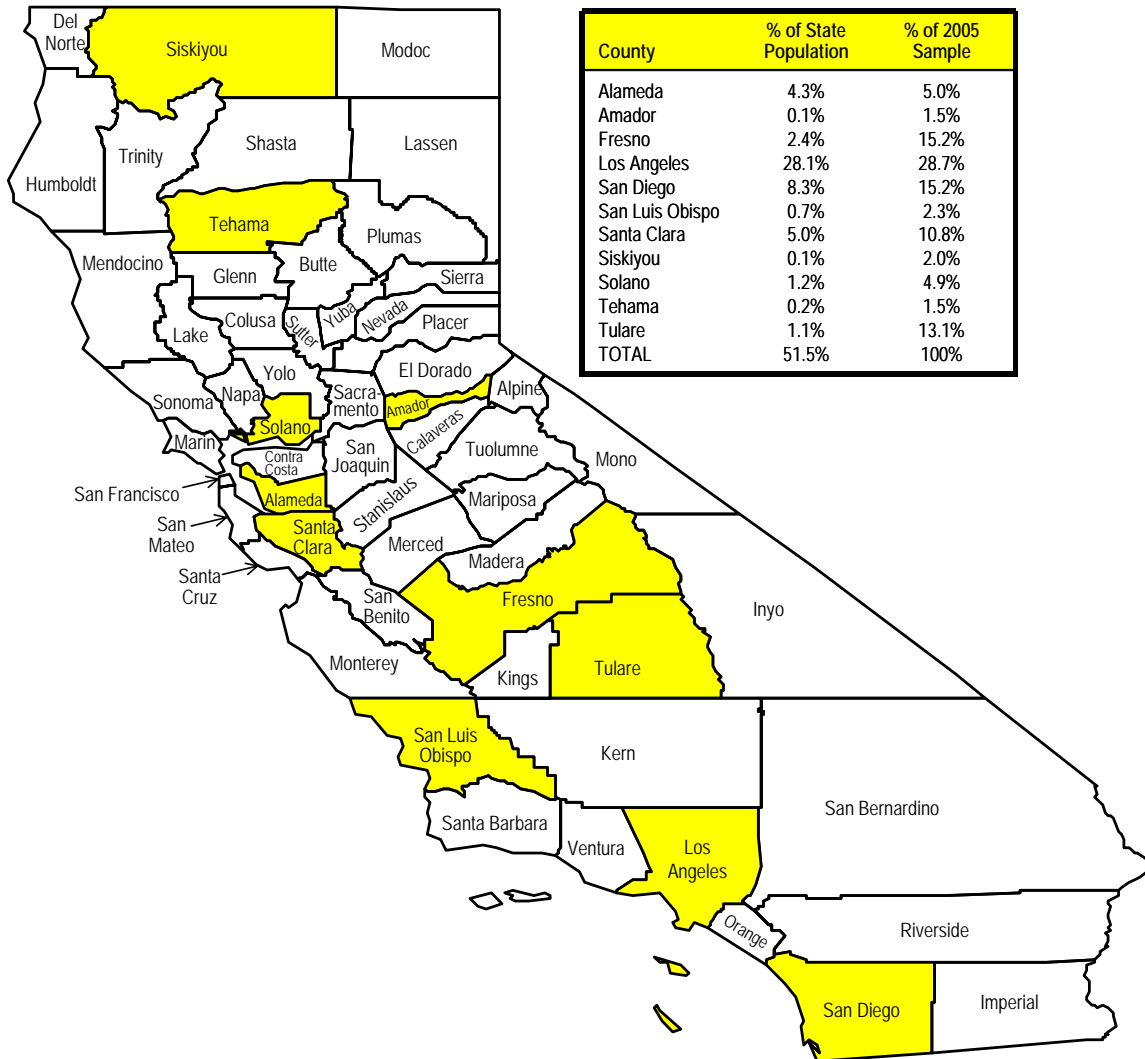 Del
Norte
Siskiyou
Modoc
Trinity
Shasta
Lassen
Humboldt
Tehama
Plumas
Mendocino
Glenn
Butte
Sierra
Lake
Colusa
Sutter
Yuba
Nevada
Placer
Sonoma
Napa
Yolo
Sacra-
mento
El Dorado
Alpine
Amador
Solano
Marin
Contra
Costa
San
Joaquin
Calaveras
Tuolumne
Mono
San Francisco
Alameda
Stanislaus
Mariposa
San
Mateo
Santa
Clara
Merced
Madera
Santa
Cruz
San
Benito
Fresno
Inyo
Monterey
Kings
Tulare
San Luis
Obispo
Kern
San Bernardino
Santa Barbara
Ventura
Los
Angeles
Orange
Riverside
San Diego
Imperial
County % of State Population % of 2005 Sample
Alameda 4.3% 5.0%
Amador 0.1% 1.5%
Fresno 2.4% 15.2%
Los Angeles 28.1% 28.7%
San Diego 8.3% 15.2%
San Luis Obispo 0.7% 2.3%
Santa Clara 5.0% 10.8%
Siskiyou 0.1% 2.0%
Solano 1.2% 4.9%
Tehama 0.2% 1.5%
Tulare 1.1% 13.1%
TOTAL 51.5% 100%